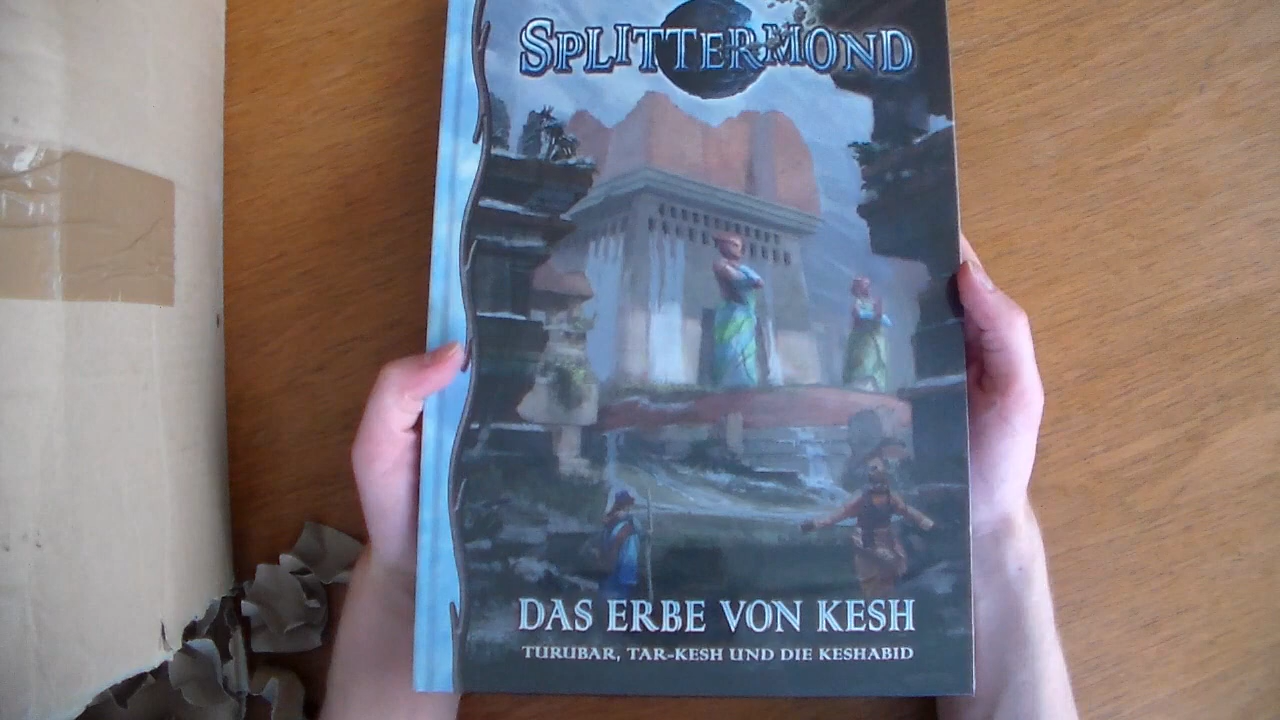 SPLITTERMOND
DAS ERBE VON KESH
TURUBAR, TAR-KESH UND DIE KESHABID